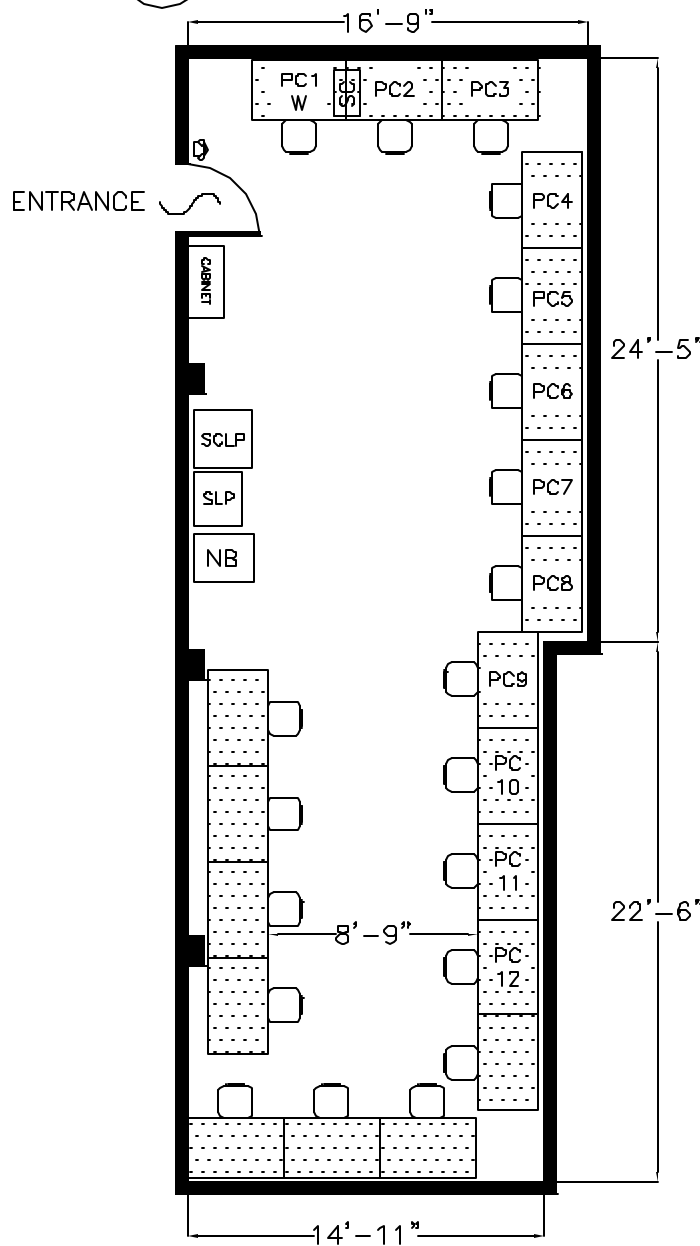 16'-9"
PC1
W
SC
PC2
PC3
ENTRANCE
PC4
CABINET
PC5
24'-5"
PC6
SCLP
PC7
SLP
NB
PC8
PC9
PC
10
PC
11
22'-6"
8'-9"
PC
12
14'-11"